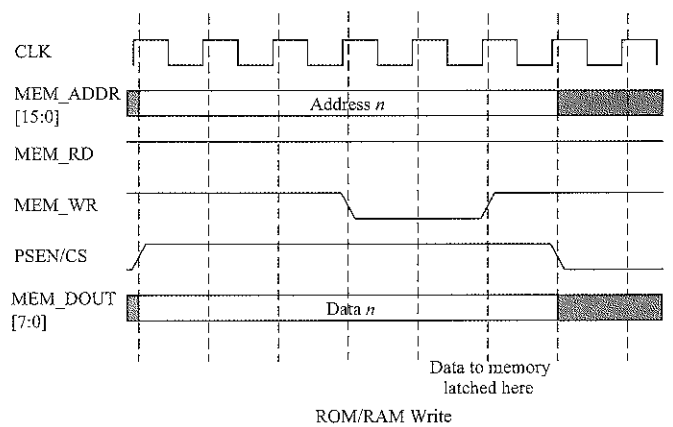 CLK
MEM_ADDR
[15:0]
Address n
MEM_RD
MEM_WR
PSEN/CS
MEM_DOUT
[7:0]
Data n
Data to memory
latched here
ROM/RAM Write